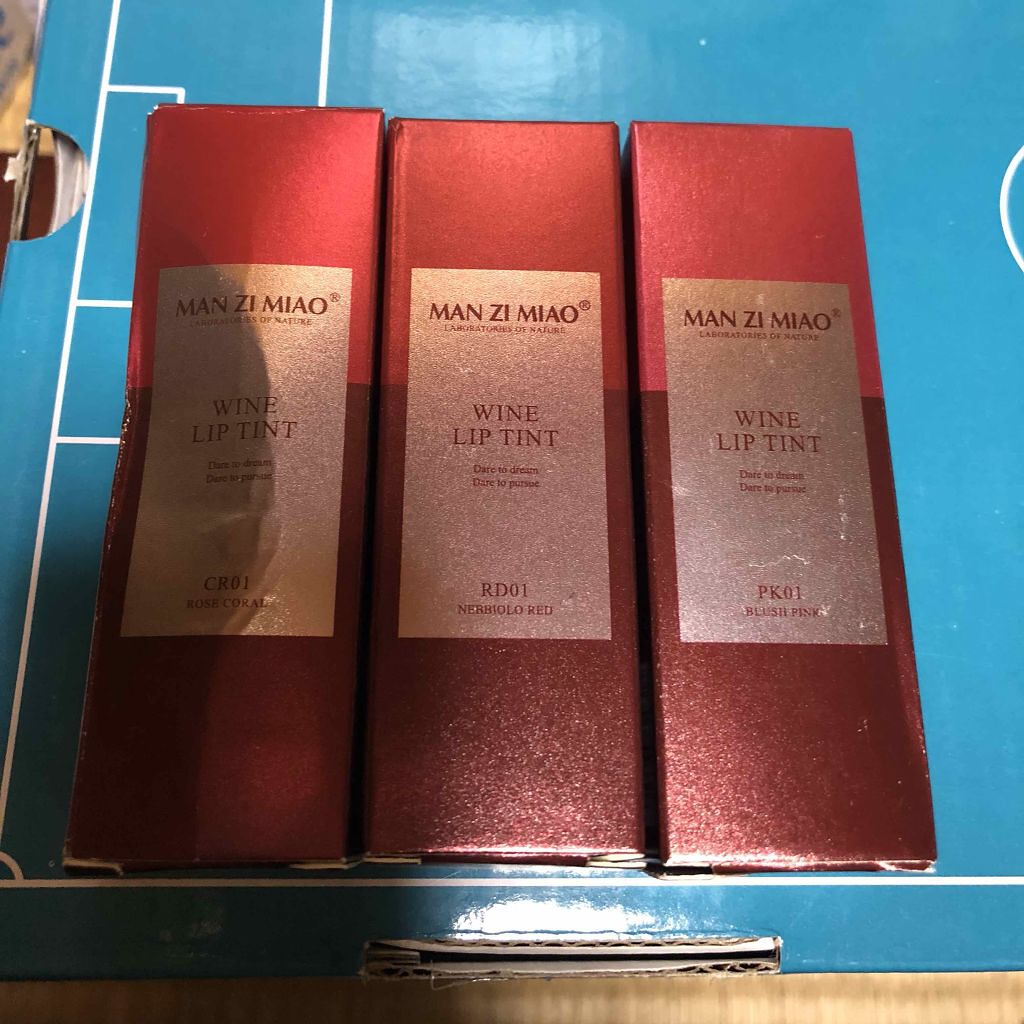 MAN ZI MIAO®
LABORATORIES OF NATURE
WINE
LIP TINT
Dare to dream
Dare to pursue
CR01
ROSE CORAL
MAN ZI MIAO®
LABORATORIES OF NATURE
WINE
LIP TINT
Dare to dream
Dare to pursue
RD01
NEBBIOLO RED
MAN ZI MIAO®
LABORATORIES OF NATURE
WINE
LIP TINT
Dare to dream
Dare to pursue
PK01
BLUSH PINK